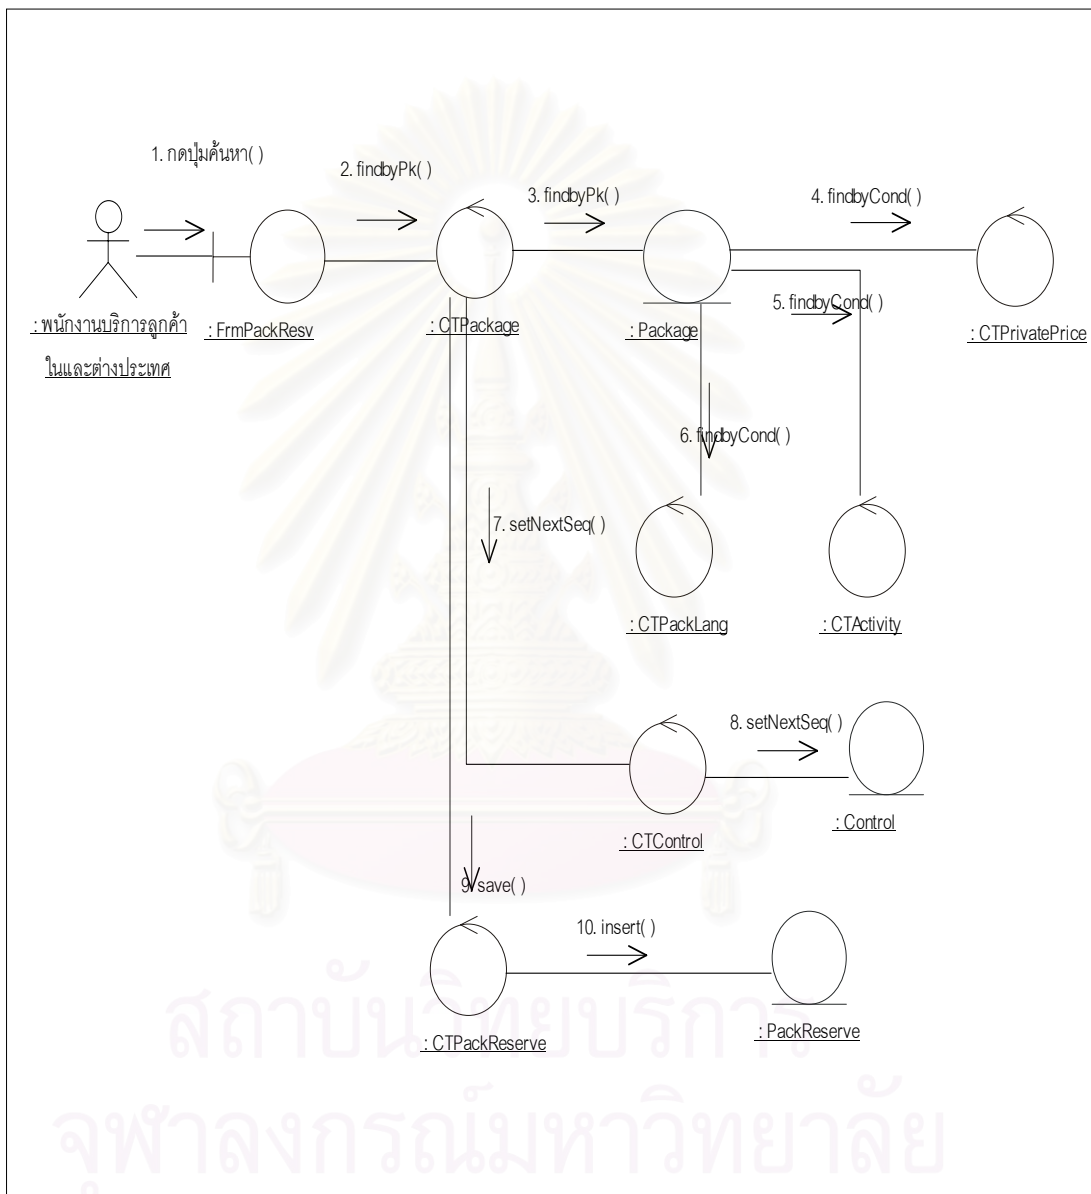 1. กดปุ่มค้นหา( )
2. findbyPk( )
3. findbyPk( )
4. findbyCond( )
: พนักงานบริการลูกค้า
ในและต่างประเทศ
: FrmPackResv
: CTPackage
: Package
5. findbyCond( )
: CTPrivatePrice
6. findbyCond( )
7. setNextSeq( )
: CTPackLang
: CTActivity
8. setNextSeq( )
: CTControl
: Control
9. save( )
10. insert( )
: CTPackReserve
: PackReserve
สถาบันวิทยบริการ
จุฬาลงกรณ์มหาวิทยาลัย